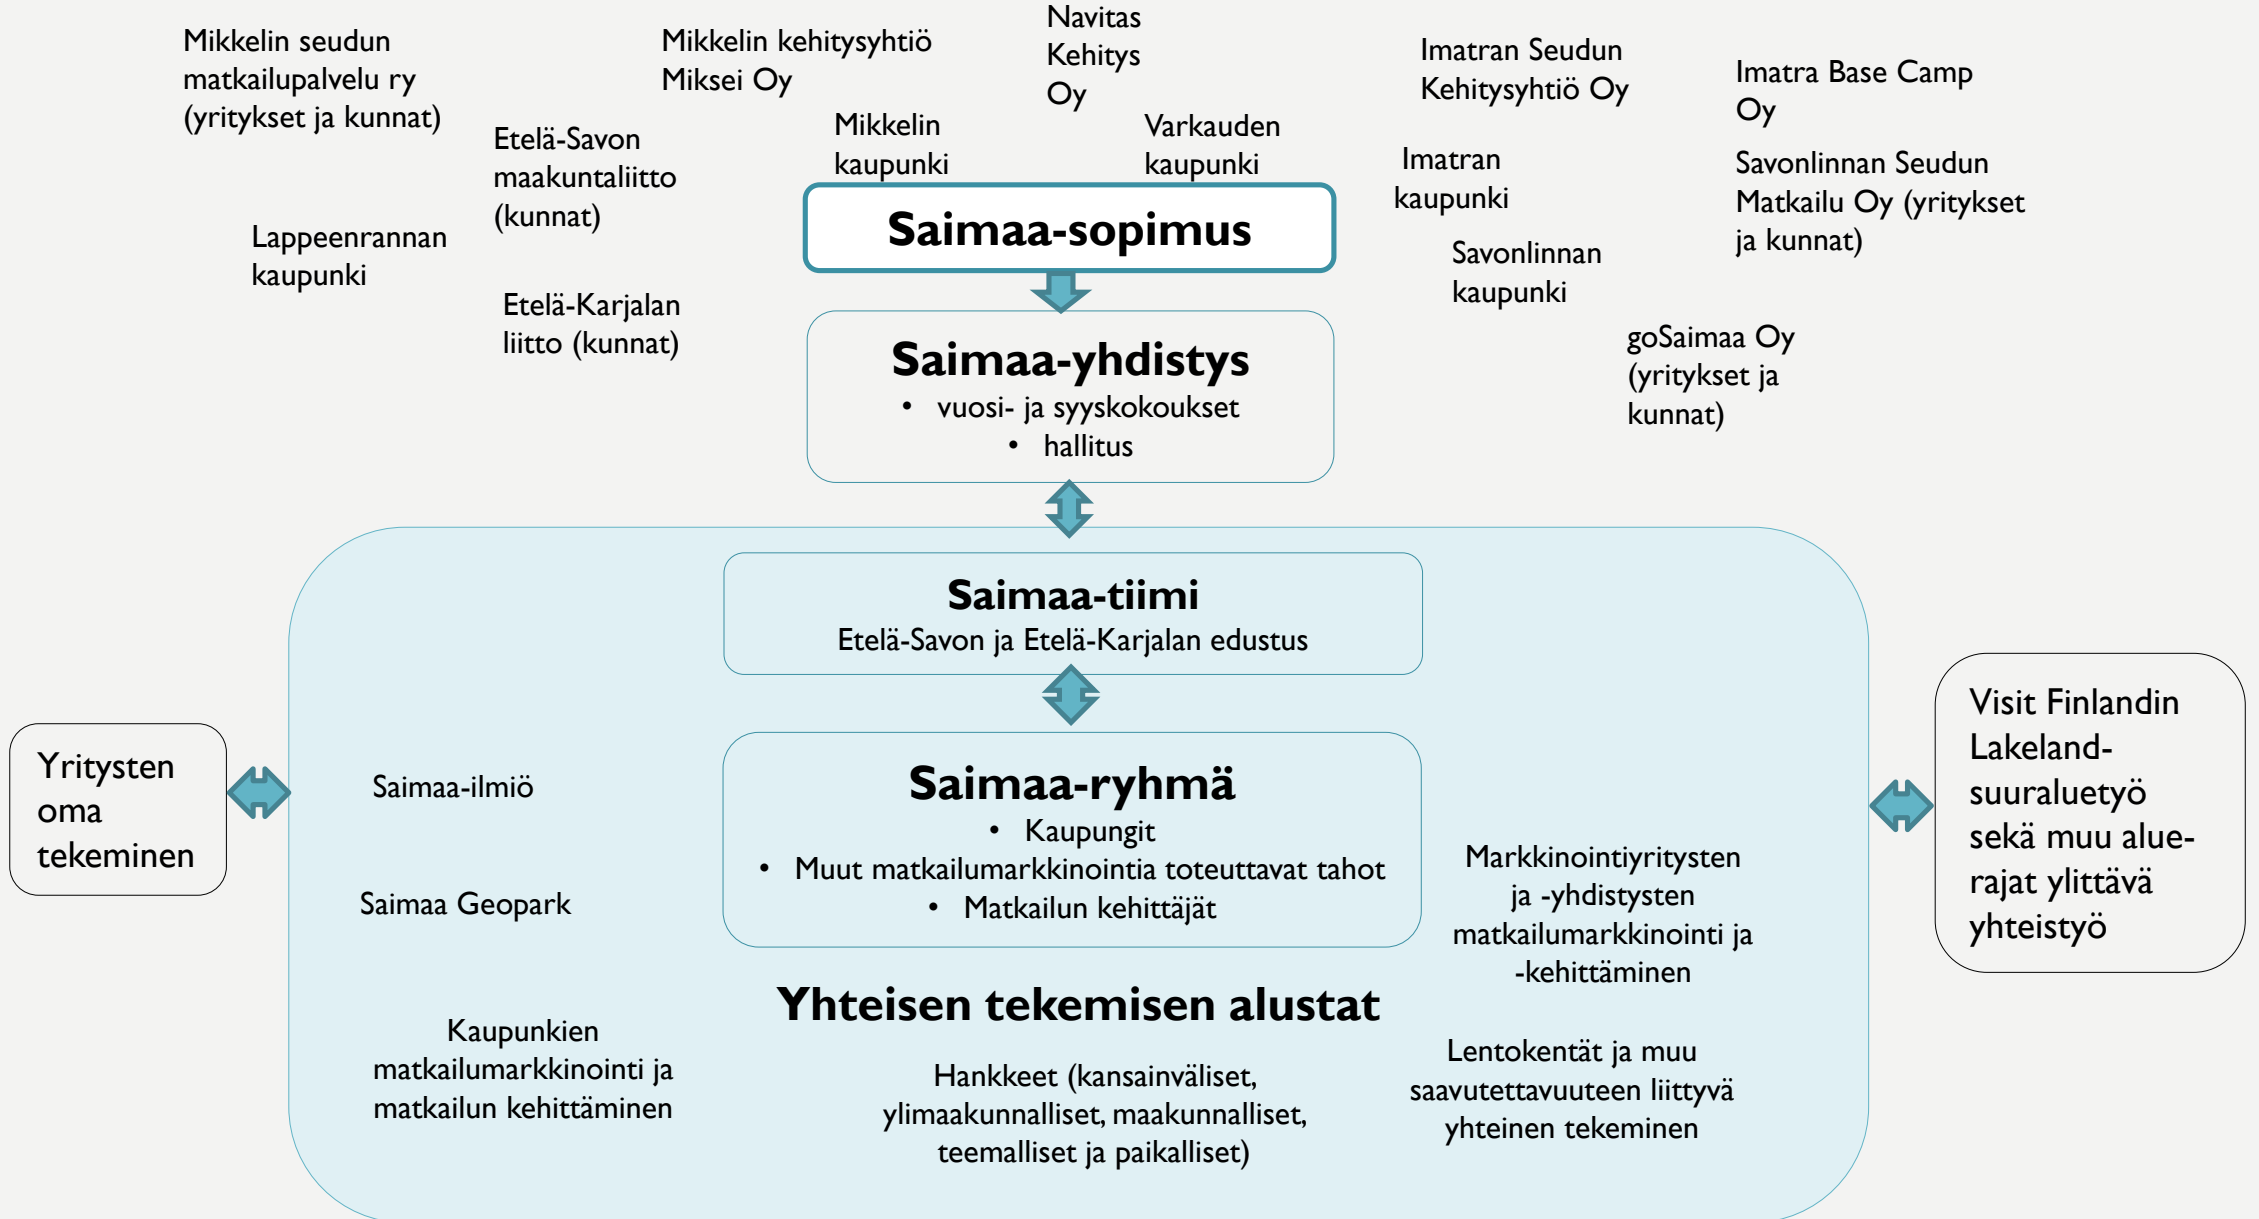 Mikkelin seudun
matkailupalvelu ry
(yritykset ja kunnat)
Mikkelin kehitysyhtiö
Miksei Oy
Navitas
Kehitys
Oy
Imatran Seudun
Kehitysyhtiö Oy
Imatra Base Camp
Oy
Etelä-Savon
maakuntaliitto
(kunnat)
Mikkelin
kaupunki
Varkauden
kaupunki
Imatran
kaupunki
Savonlinnan Seudun
Matkailu Oy (yritykset
ja kunnat)
Lappeenrannan
kaupunki
Saimaa-sopimus
Savonlinnan
kaupunki
Etelä-Karjalan
liitto (kunnat)
goSaimaa Oy
(yritykset ja
kunnat)
Saimaa-yhdistys
• vuosi- ja syyskokoukset
• hallitus
Saimaa-tiimi
Etelä-Savon ja Etelä-Karjalan edustus
Yritysten
oma
tekeminen
Saimaa-ilmiö
Saimaa Geopark
Saimaa-ryhmä
• Kaupungit
• Muut matkailumarkkinointia toteuttavat tahot
• Matkailun kehittäjät
Markkinointiyritysten
ja -yhdistysten
matkailumarkkinointi ja
-kehittäminen
Visit Finlandin
Lakeland-
suuraluetyö
sekä muu alue-
rajat ylittävä
yhteistyö
Yhteisen tekemisen alustat
Kaupunkien
matkailumarkkinointi ja
matkailun kehittäminen
Hankkeet (kansainväliset,
ylimaakunnalliset, maakunnalliset,
teemalliset ja paikalliset)
Lentokentät ja muu
saavutettavuuteen liittyvä
yhteinen tekeminen